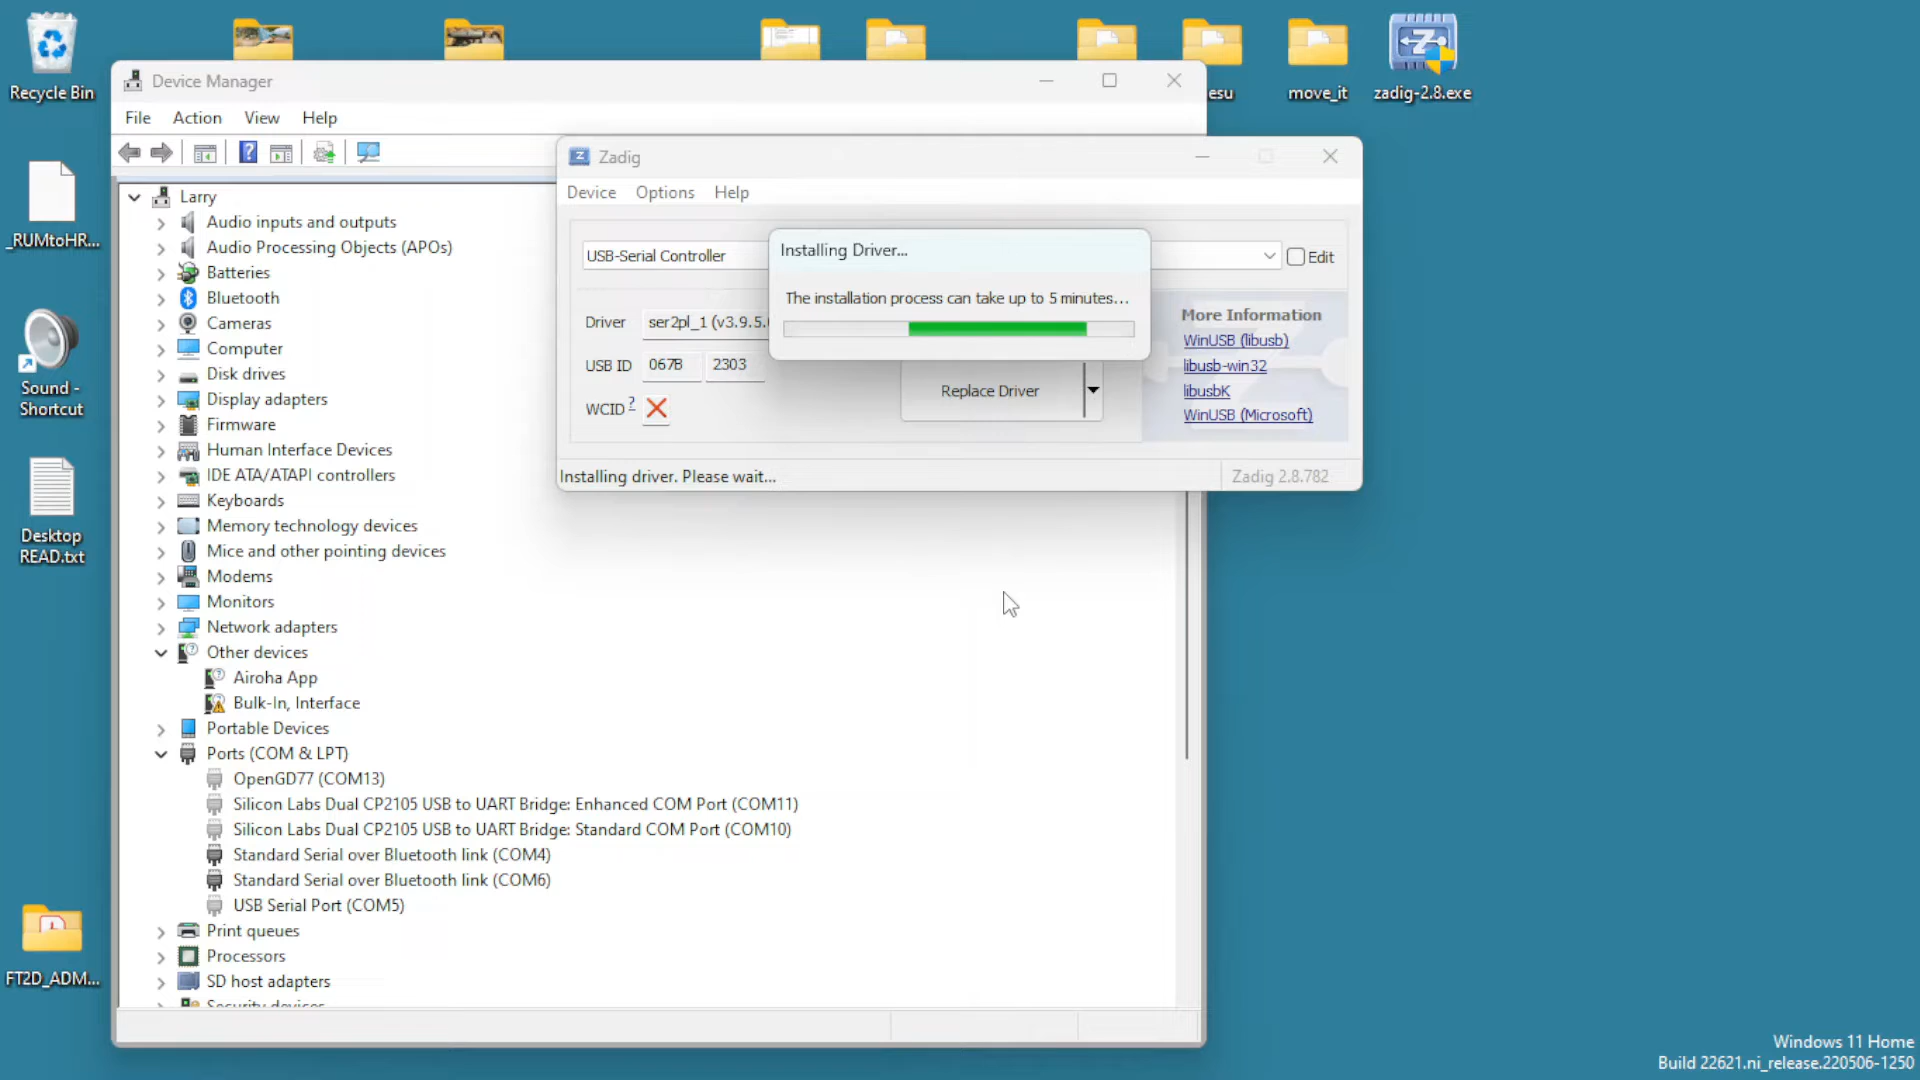 Recycle Bin
_RUMtoHR...
Sound -
Shortcut
Desktop
READ.txt
FT2D_ADM...
esu
move_it
zadig-2.8.exe
Device Manager
File Action View Help
Larry
Audio inputs and outputs
Audio Processing Objects (APOs)
Batteries
Bluetooth
Cameras
Computer
Disk drives
Display adapters
Firmware
Human Interface Devices
IDE ATA/ATAPI controllers
Keyboards
Memory technology devices
Mice and other pointing devices
Modems
Monitors
Network adapters
Other devices
Airoha App
Bulk-In, Interface
Portable Devices
Ports (COM & LPT)
OpenGD77 (COM13)
Silicon Labs Dual CP2105 USB to UART Bridge: Enhanced COM Port (COM11)
Silicon Labs Dual CP2105 USB to UART Bridge: Standard COM Port (COM10)
Standard Serial over Bluetooth link (COM4)
Standard Serial over Bluetooth link (COM6)
USB Serial Port (COM5)
Print queues
Processors
SD host adapters
Security devices
Zadig
Device Options Help
USB-Serial Controller
Edit
Installing Driver...
The installation process can take up to 5 minutes...
Driver ser2pl_1 (v3.9.5.
USB ID 067B 2303
WCID ?
Replace Driver
More Information
WinUSB (libusb)
libusb-win32
libusbK
WinUSB (Microsoft)
Installing driver. Please wait...
Zadig 2.8.782
Windows 11 Home
Build 22621.ni_release.220506-1250